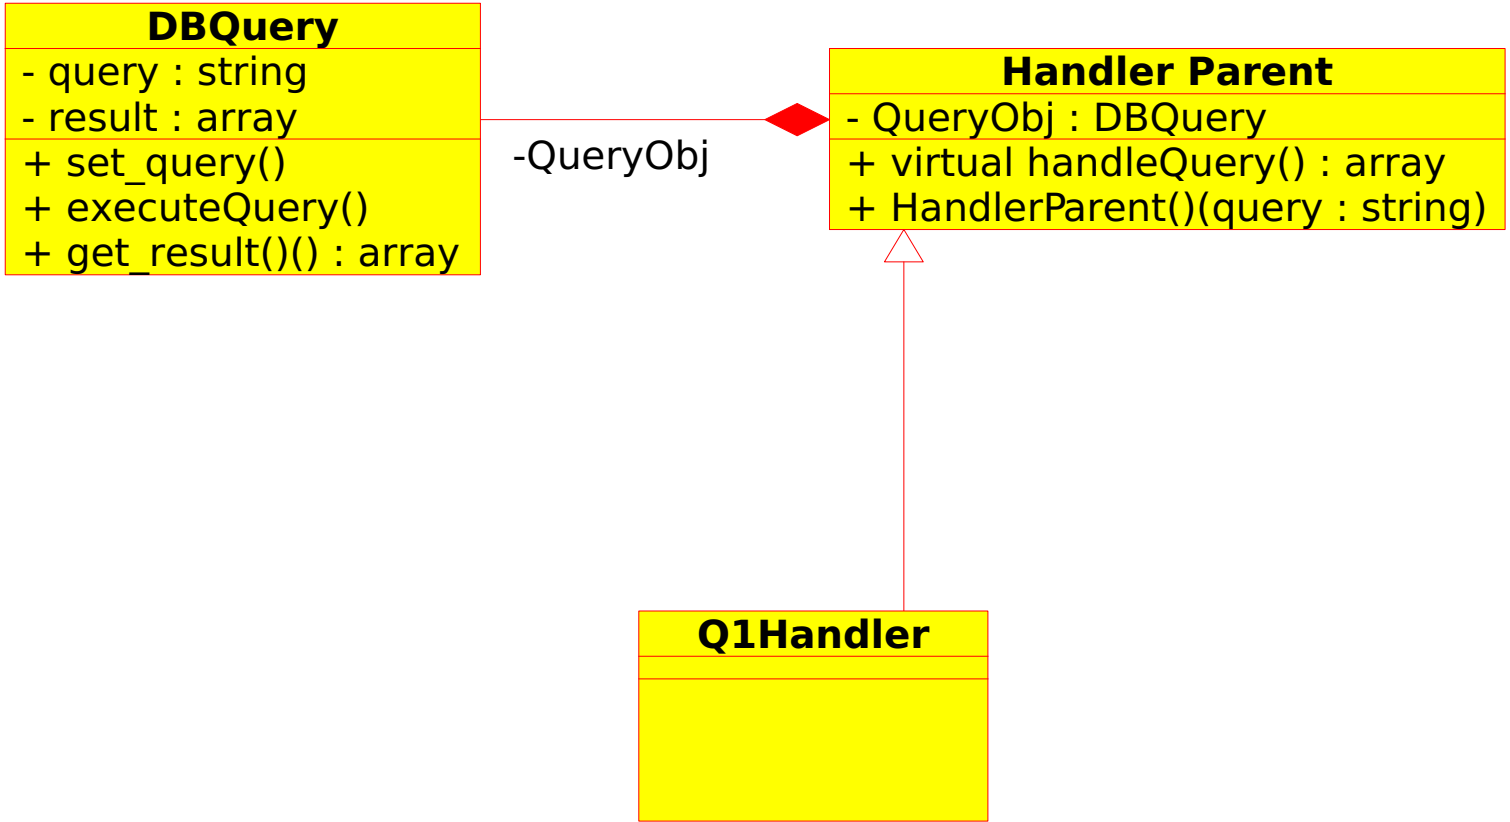 DBQuery
- query : string
- result : array
+ set_query()
+ executeQuery()
+ get_result()() : array
-QueryObj
Handler Parent
- QueryObj : DBQuery
+ virtual handleQuery() : array
+ HandlerParent()(query : string)
Q1Handler